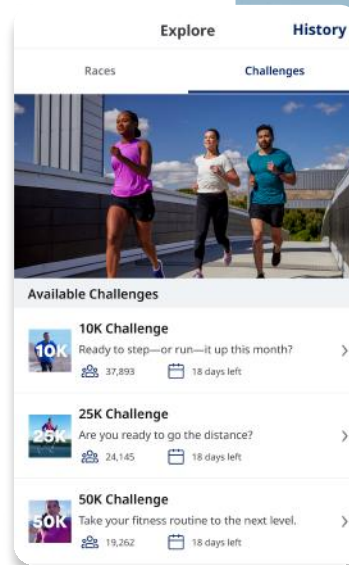 Explore
History
Races
Challenges
Available Challenges
10K Challenge
10K
Ready to step—or run—it up this month?
37,893
18 days left
25K Challenge
25K
Are you ready to go the distance?
24,145
18 days left
50K Challenge
50K
Take your fitness routine to the next level.
19,262
18 days left